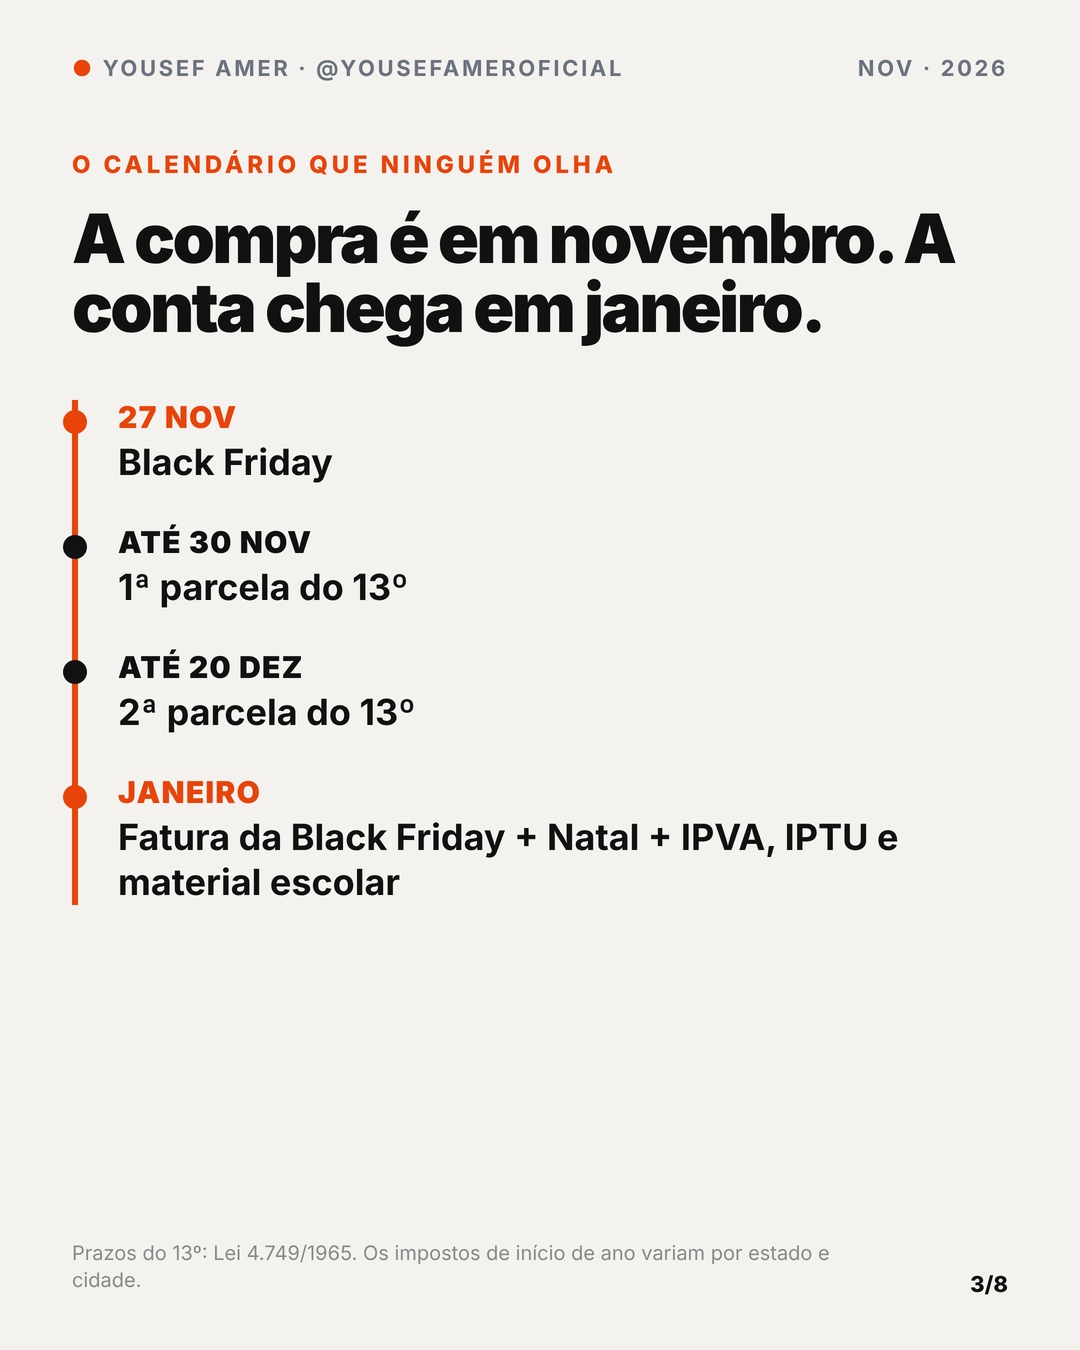 YOUSEF AMER · @YOUSEFAMEROFICIAL
NOV · 2026
O CALENDÁRIO QUE NINGUÉM OLHA
A compra é em novembro. A
conta chega em janeiro.
27 NOV
Black Friday
ATÉ 30 NOV
1ª parcela do 13º
ATÉ 20 DEZ
2ª parcela do 13º
JANEIRO
Fatura da Black Friday + Natal + IPVA, IPTU e
material escolar
Prazos do 13º: Lei 4.749/1965. Os impostos de início de ano variam por estado e
cidade.
3/8